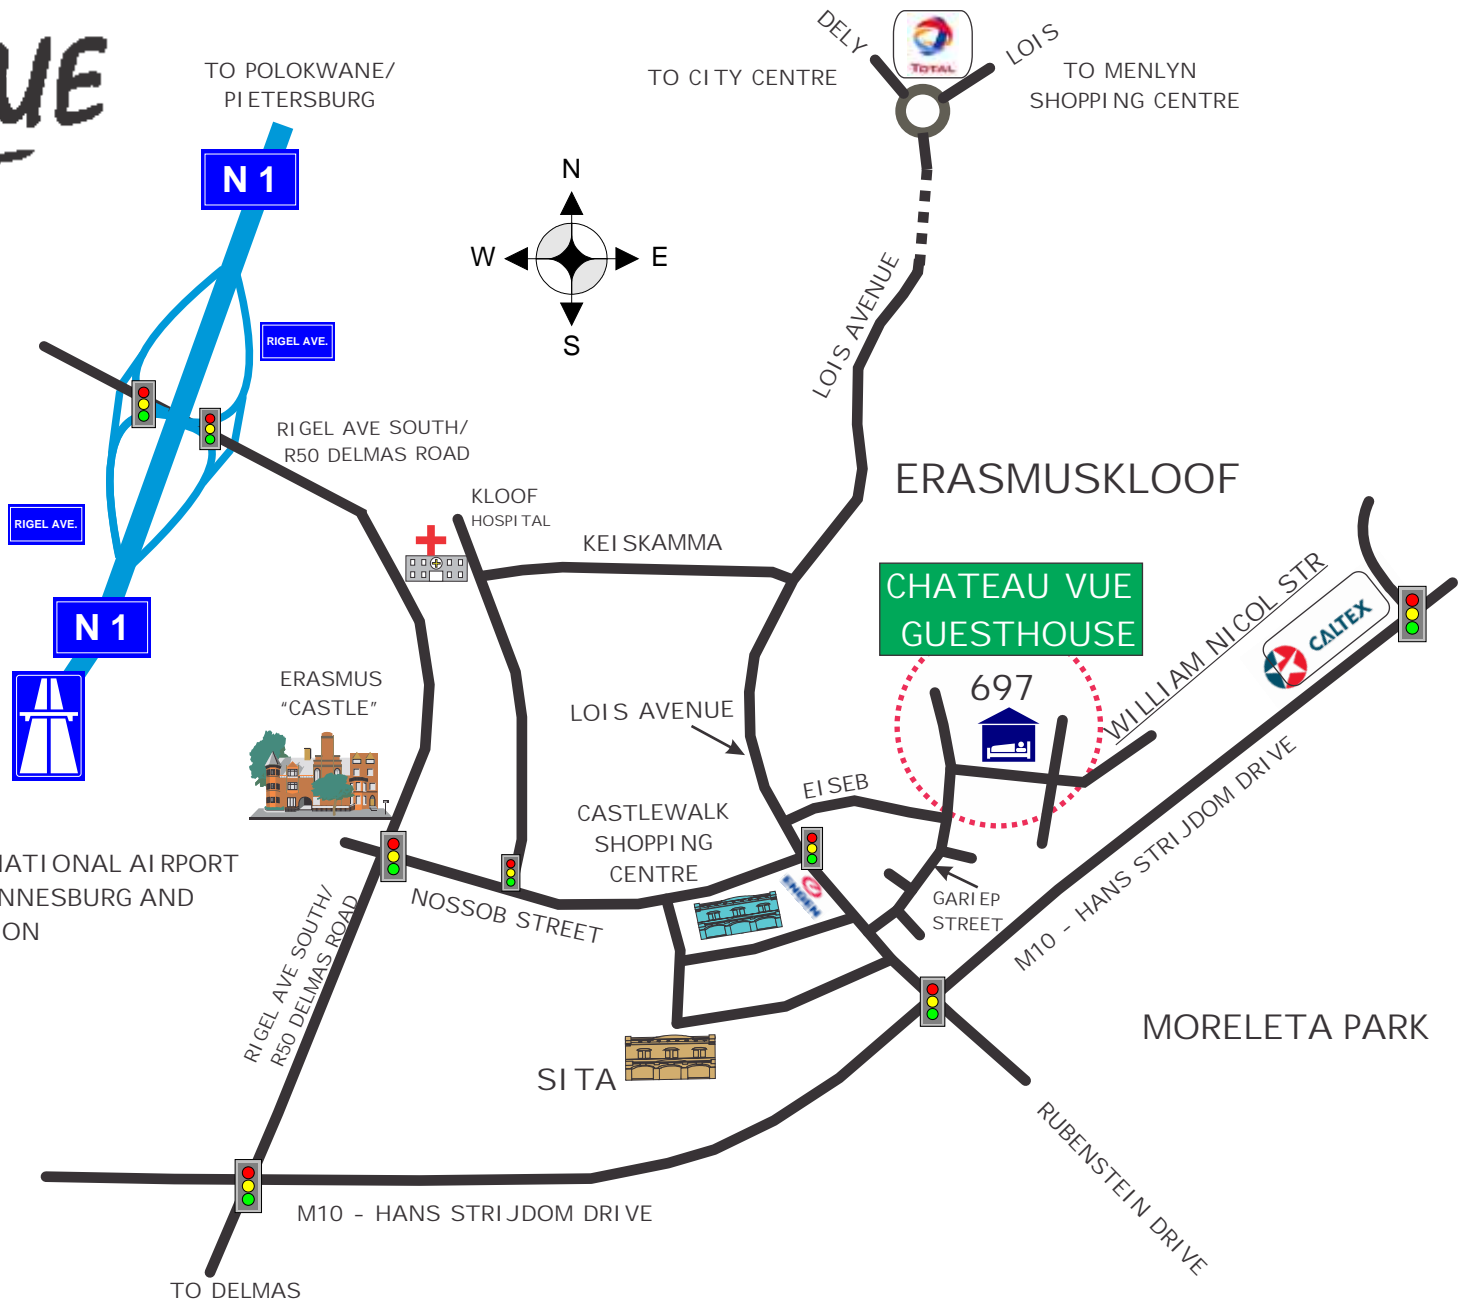 UE
TO POLOKWANE/
PIETERSBURG
N 1
RIGEL AVE.
N
W
E
S
TO CITY CENTRE
DELY
TOTAL
LOIS
TO MENLYN
SHOPPING CENTRE
LOIS AVENUE
RIGEL AVE SOUTH/
R50 DELMAS ROAD
RIGEL AVE.
N 1
KLOOF
HOSPITAL
KEISKAMMA
ERASMUSKLOOF
CHATEAU VUE
GUESTHOUSE
697
WILLIAM NICOL STR
CALTEX
ERASMUS
“CASTLE”
LOIS AVENUE
EISEB
CASTLEWALK
SHOPPING
CENTRE
ENGEN
GARIEP
STREET
M10 - HANS STRIJDOM DRIVE
NATIONAL AIRPORT
NNESBURG AND
ON
NOSSOB STREET
RIGEL AVE SOUTH/
R50 DELMAS ROAD
MORELETA PARK
SITA
RUBENSTEIN DRIVE
M10 - HANS STRIJDOM DRIVE
TO DELMAS